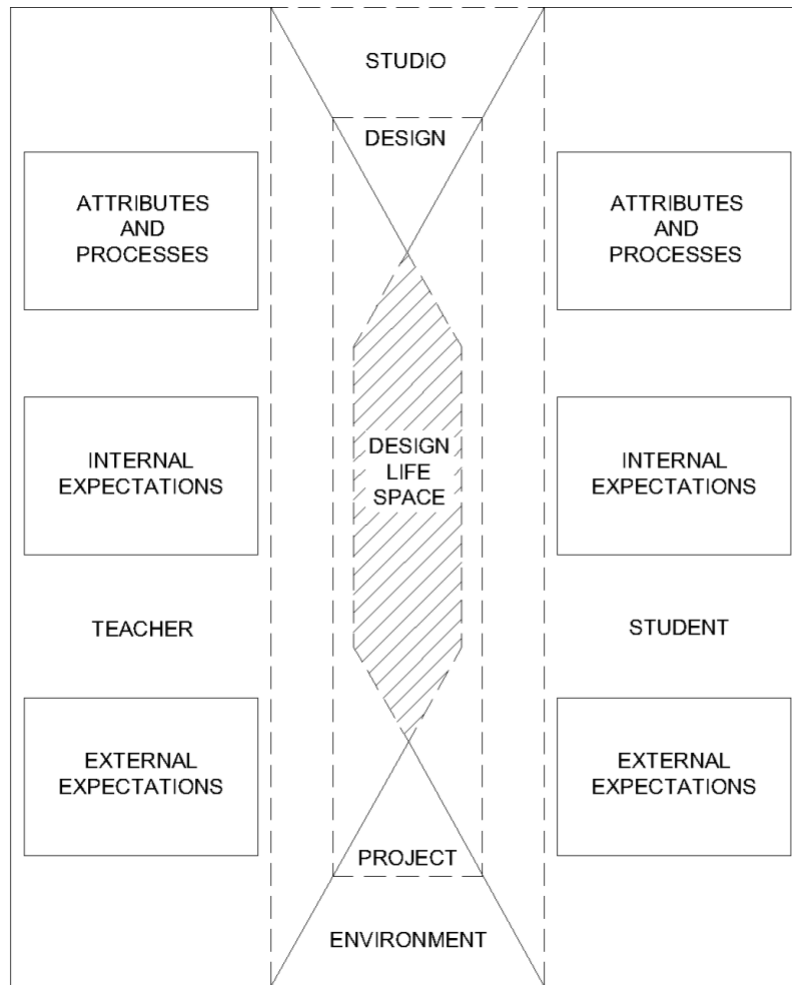 STUDIO
DESIGN
ATTRIBUTES
AND
PROCESSES
ATTRIBUTES
AND
PROCESSES
INTERNAL
EXPECTATIONS
DESIGN
LIFE
SPACE
INTERNAL
EXPECTATIONS
TEACHER
STUDENT
EXTERNAL
EXPECTATIONS
EXTERNAL
EXPECTATIONS
PROJECT
ENVIRONMENT